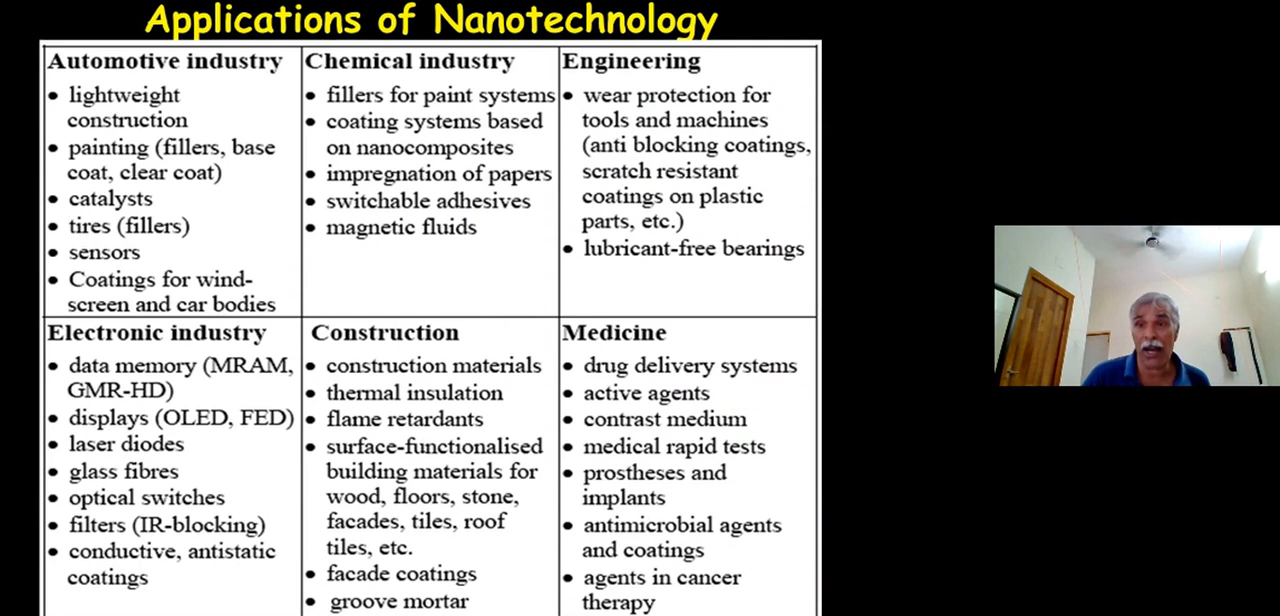 Applications of Nanotechnology
Automotive industry
• lightweight
construction
• painting (fillers, base
coat, clear coat)
• catalysts
• tires (fillers)
• sensors
• Coatings for wind-
screen and car bodies
Chemical industry
• fillers for paint systems
• coating systems based
on nanocomposites
• impregnation of papers
• switchable adhesives
• magnetic fluids
Engineering
• wear protection for
tools and machines
(anti blocking coatings,
scratch resistant
coatings on plastic
parts, etc.)
• lubricant-free bearings
Electronic industry
• data memory (MRAM,
GMR-HD)
• displays (OLED, FED)
• laser diodes
• glass fibres
• optical switches
• filters (IR-blocking)
• conductive, antistatic
coatings
Construction
• construction materials
• thermal insulation
• flame retardants
• surface-functionalised
building materials for
wood, floors, stone,
facades, tiles, roof
tiles, etc.
• facade coatings
• groove mortar
Medicine
• drug delivery systems
• active agents
• contrast medium
• medical rapid tests
• prostheses and
implants
• antimicrobial agents
and coatings
• agents in cancer
therapy